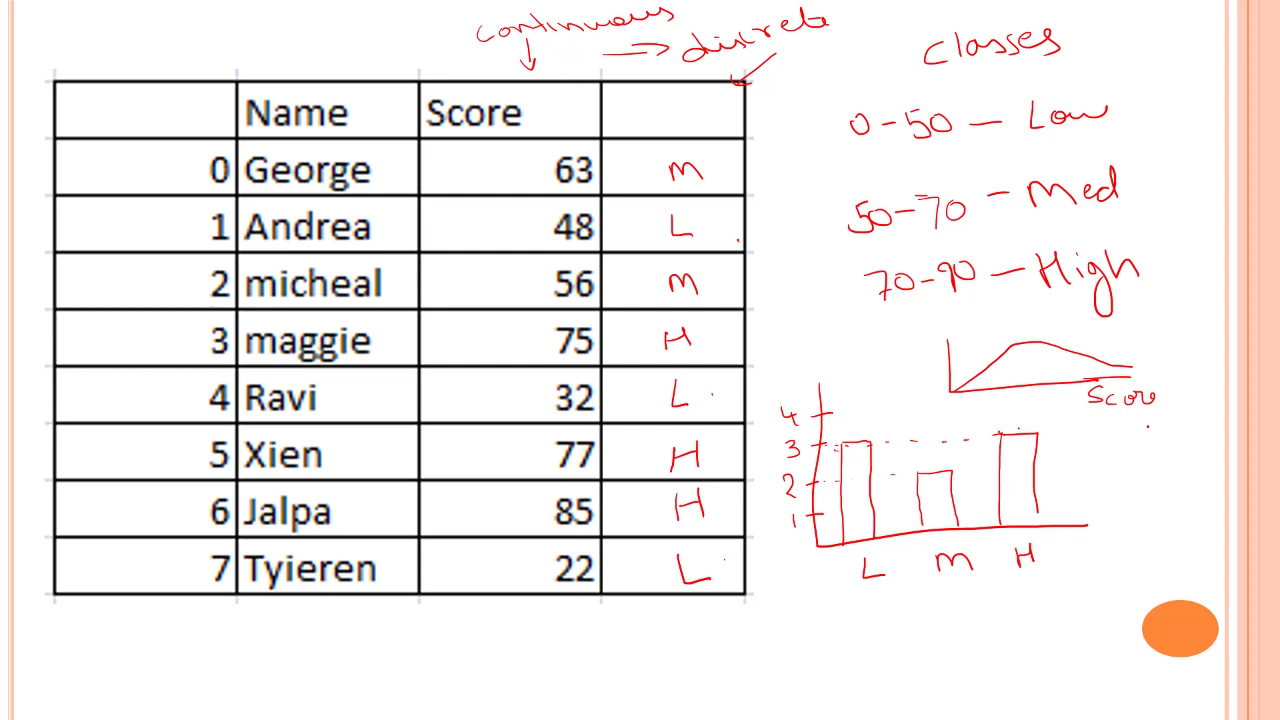 continuous → discrete
Name Score
0 George 63 M
1 Andrea 48 L
2 micheal 56 M
3 maggie 75 H
4 Ravi 32 L
5 Xien 77 H
6 Jalpa 85 H
7 Tyieren 22 L
Classes
0-50 - Low
50-70 - Med
70-90 - High
Score
4
3
2
1
L M H